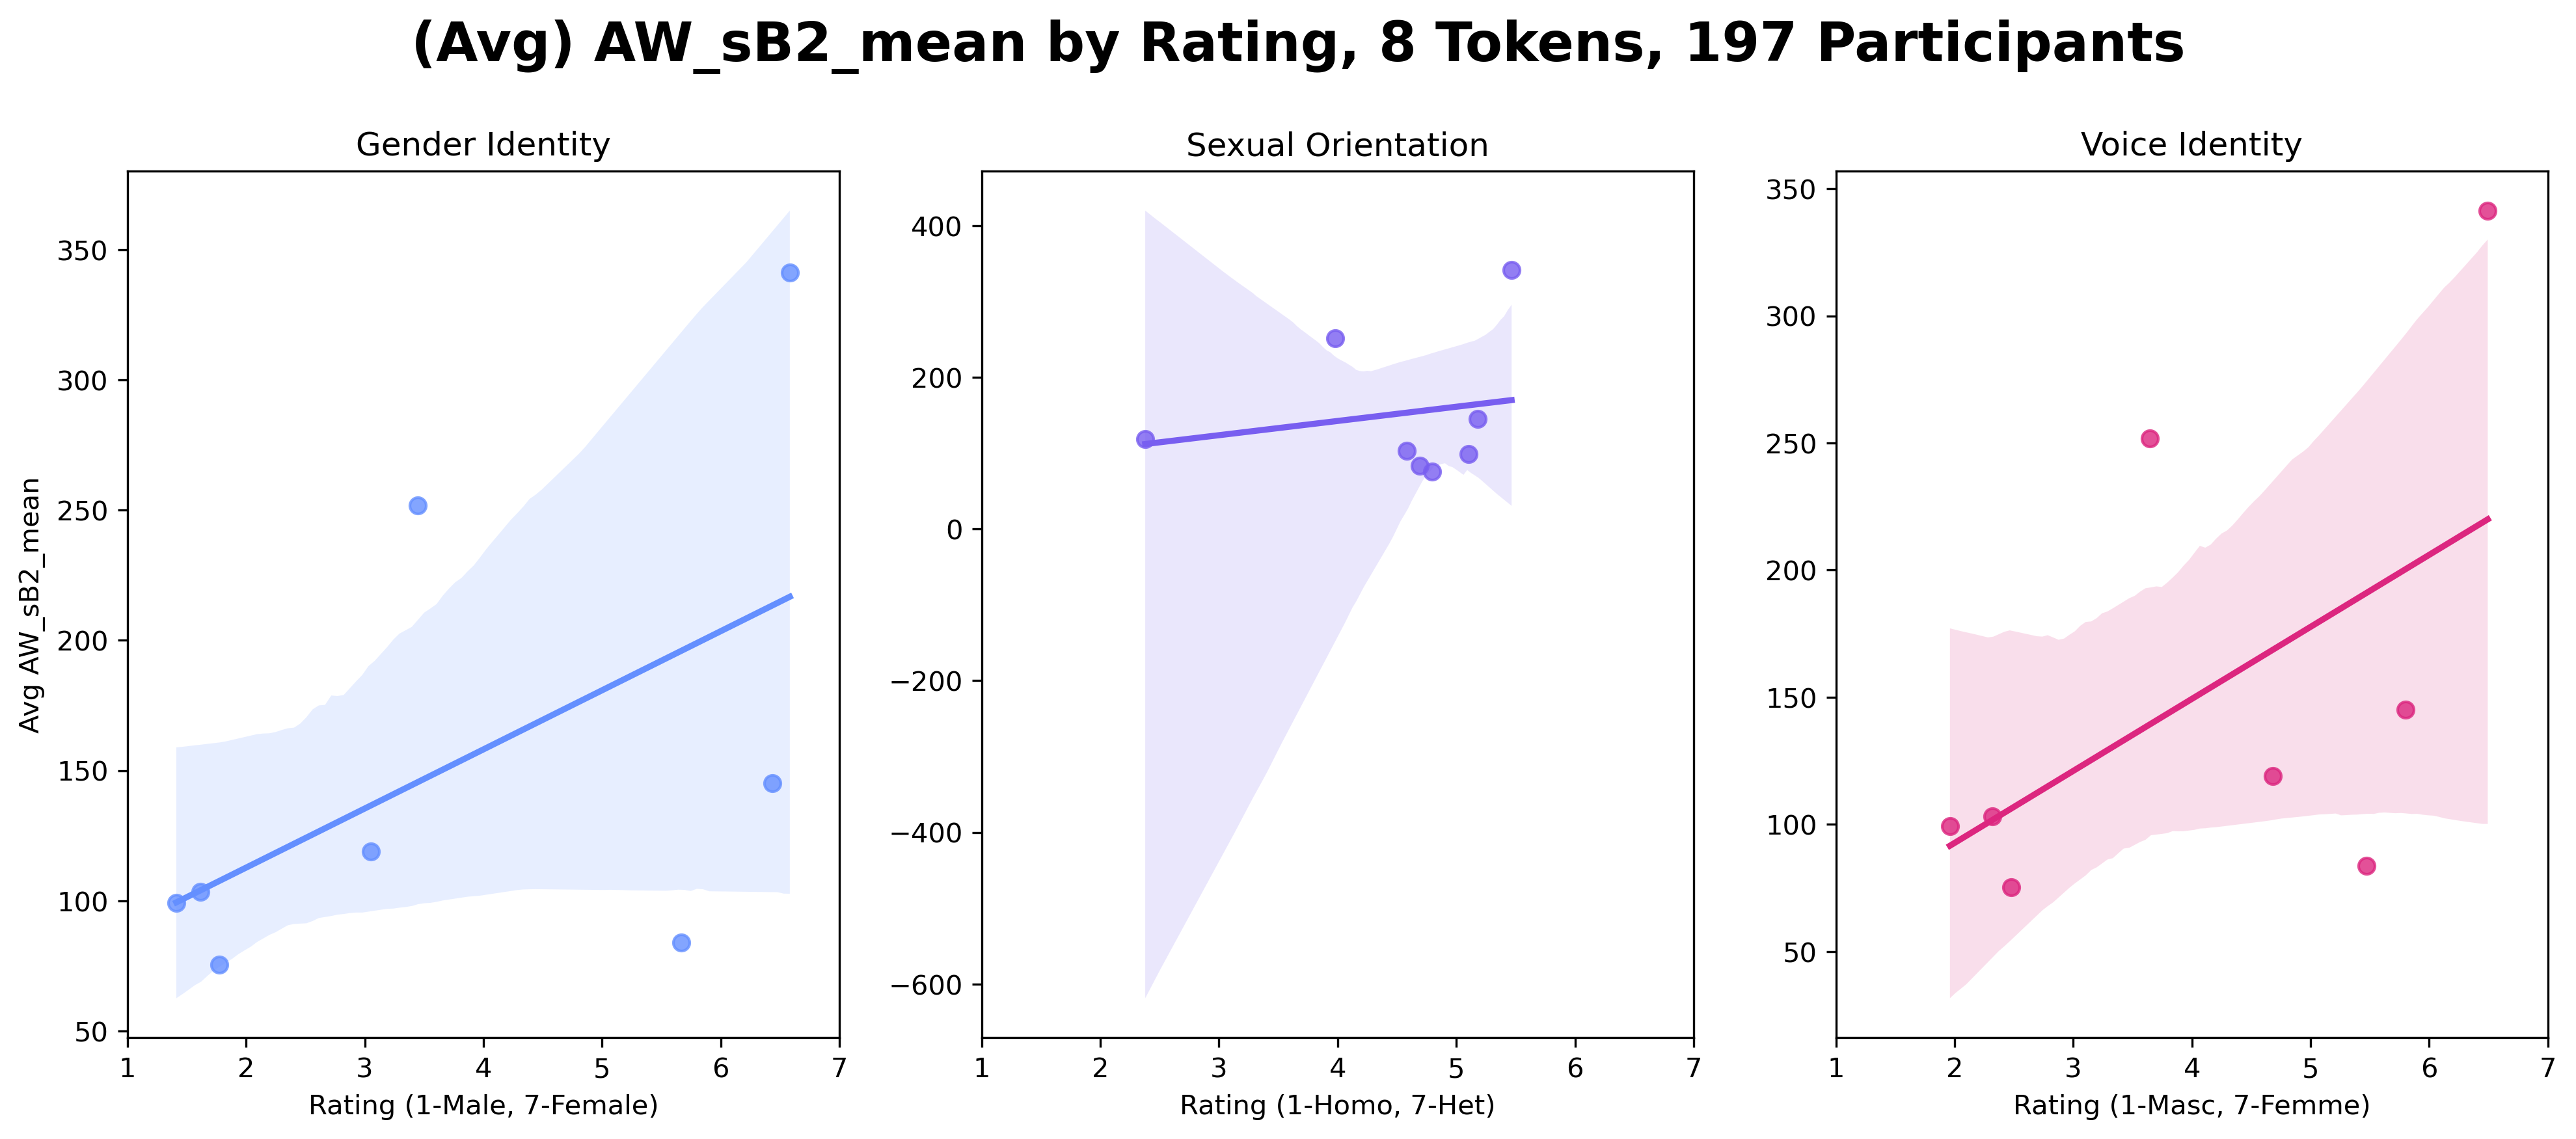 (Avg) AW_sB2_mean by Rating, 8 Tokens, 197 Participants
Gender Identity
Avg AW_sB2_mean
350
300
250
200
150
100
50
1 2 3 4 5 6 7
Rating (1-Male, 7-Female)
Sexual Orientation
400
200
0
−200
−400
−600
1 2 3 4 5 6 7
Rating (1-Homo, 7-Het)
Voice Identity
350
300
250
200
150
100
50
1 2 3 4 5 6 7
Rating (1-Masc, 7-Femme)